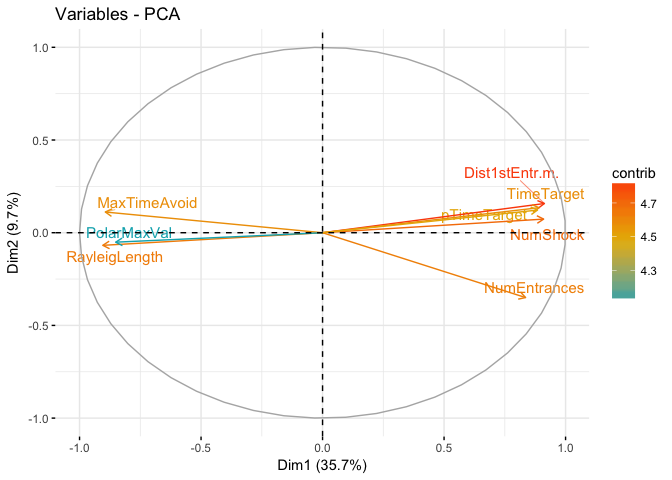 Variables - PCA
1.0
0.5
0.0
-0.5
-1.0
Dim2 (9.7%)
Dist1stEntr.m.
TimeTarget
pTimeTarget
NumShock
NumEntrances
MaxTimeAvoid
PolarMaxVal
RayleigLength
-1.0
-0.5
0.0
0.5
1.0
Dim1 (35.7%)
contrib
4.7
4.5
4.3